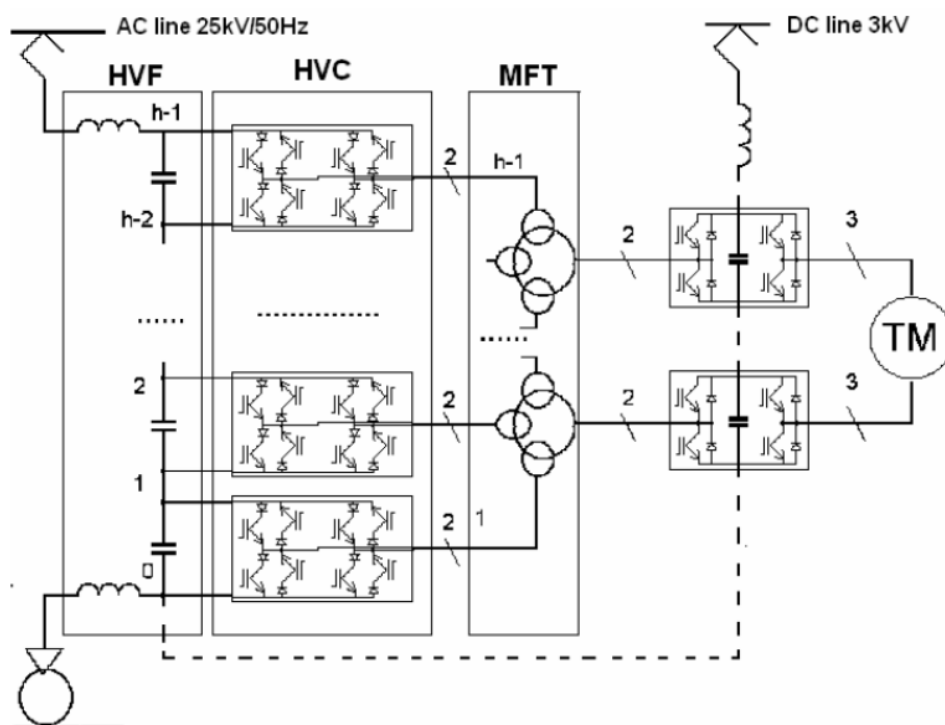 AC line 25kV/50Hz
DC line 3kV
HVF
HVC
MFT
h-1
2
h-1
h-2
2
3
......
...............
......
TM
2
2
2
3
1
2
1
0